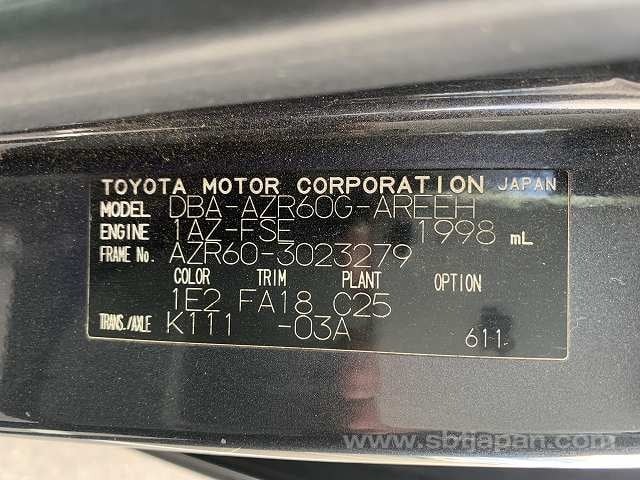 TOYOTA MOTOR CORPORATION JAPAN
MODEL DBA-AZR60G-AREEH
ENGINE 1AZ-FSE 1998 mL
FRAME No. AZR60-3023279
COLOR TRIM PLANT OPTION
1E2 FA18 C25
TRANS./AXLE K111 -03A
611
www.sbtjapan.com